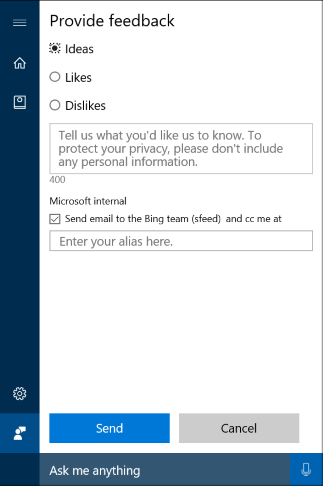 Provide feedback
Ideas
Likes
Dislikes
Tell us what you'd like us to know. To
protect your privacy, please don't include
any personal information.
400
Microsoft internal
Send email to the Bing team (sfeed)  and cc me at
Enter your alias here.
Send
Cancel
Ask me anything